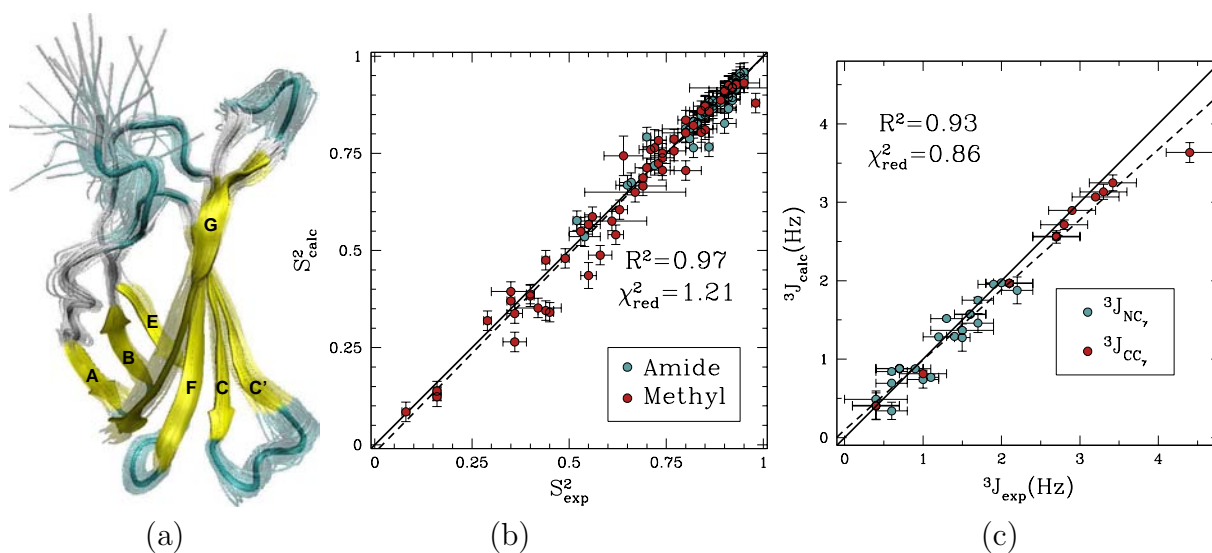 G
E
A
B
F
C
C'
(a)
1
0.75
0.5
0.25
0
S²calc
R²=0.97
χ²red=1.21
Amide
Methyl
0
0.25
0.5
0.75
1
S²exp
(b)
4
3
2
1
0
³Jcalc(Hz)
R²=0.93
χ²red=0.86
³JNCγ
³JCCγ
0
1
2
3
4
³Jexp(Hz)
(c)